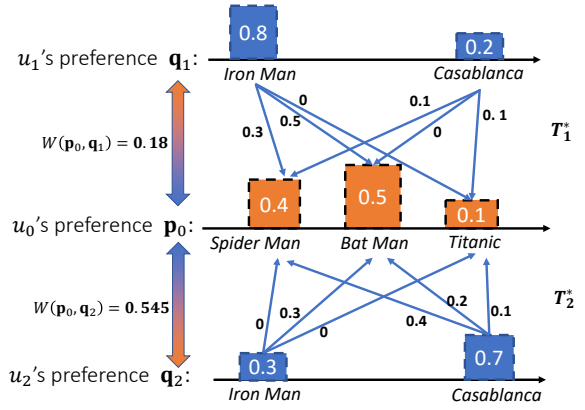 0.8
0.2
u₁'s preference q₁:
Iron Man
Casablanca
0
0.1
0.5
0
0. 1
0.3
T₁*
W(p₀, q₁) = 0.18
0.4
0.5
0.1
u₀'s preference p₀:
Spider Man
Bat Man
Titanic
W(p₀, q₂) = 0.545
0.3
0.2
0.1
T₂*
0
0
0.4
0.3
0.7
u₂'s preference q₂:
Iron Man
Casablanca